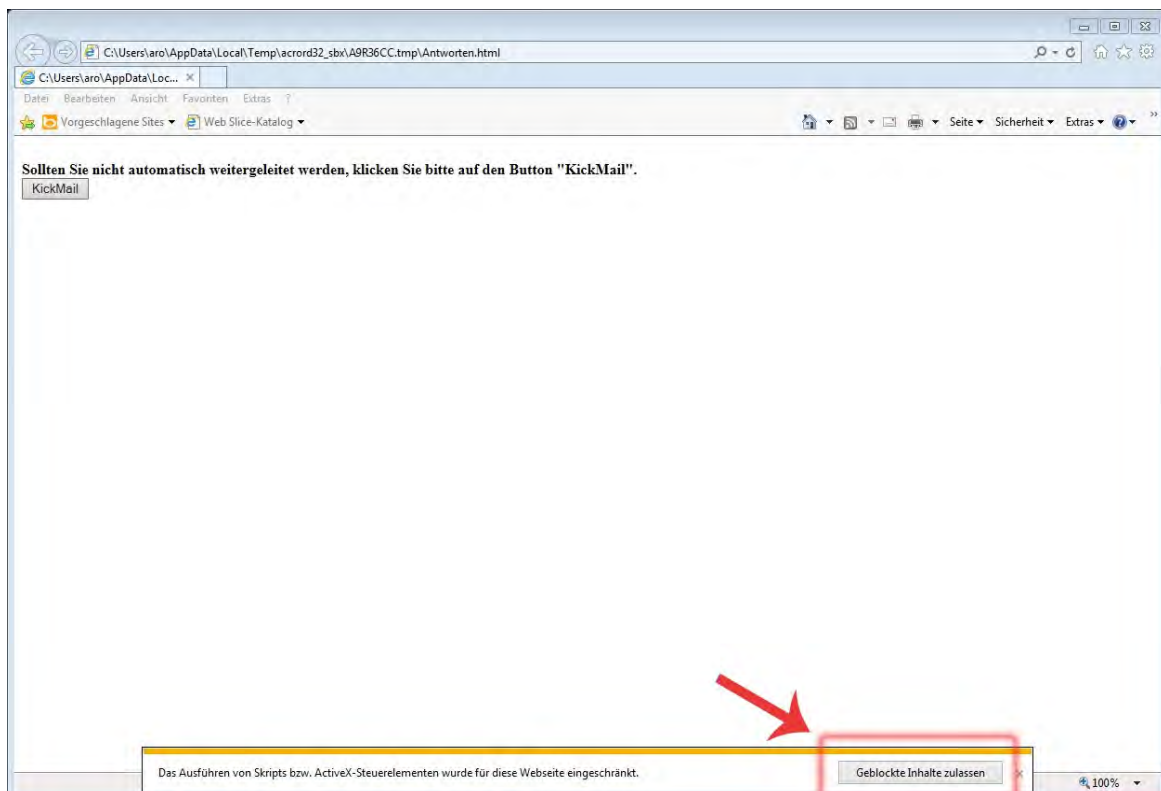 C:\Users\aro\AppData\Local\Temp\acrord32_sbx\A9R36CC.tmp\Antworten.html
C:\Users\aro\AppData\Loc...
Datei Bearbeiten Ansicht Favoriten Extras ?
Vorgeschlagene Sites Web Slice-Katalog Seite Sicherheit Extras
Sollten Sie nicht automatisch weitergeleitet werden, klicken Sie bitte auf den Button "KickMail".
KickMail
Das Ausführen von Skripts bzw. ActiveX-Steuerelementen wurde für diese Webseite eingeschränkt. Geblockte Inhalte zulassen
100%